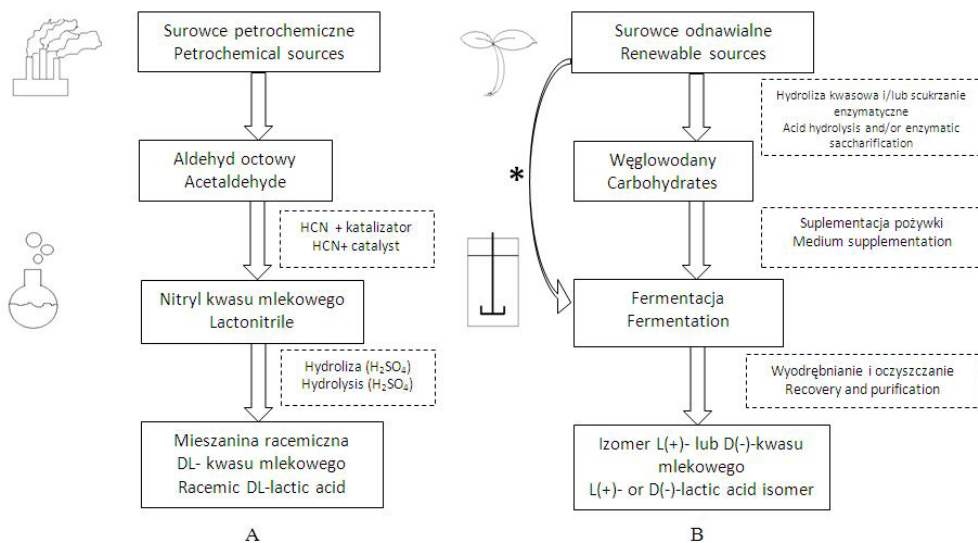 Surowce petrochemiczne
Petrochemical sources
Aldehyd octowy
Acetaldehyde
HCN + katalizator
HCN+ catalyst
Nitryl kwasu mlekowego
Lactonitrile
Hydroliza (H₂SO₄)
Hydrolysis (H₂SO₄)
Mieszanina racemiczna
DL- kwasu mlekowego
Racemic DL-lactic acid
A
Surowce odnawialne
Renewable sources
Hydroliza kwasowa i/lub scukrzanie
enzymatyczne
Acid hydrolysis and/or enzymatic
saccharification
*
Węglowodany
Carbohydrates
Suplementacja pożywki
Medium supplementation
Fermentacja
Fermentation
Wyodrębnianie i oczyszczanie
Recovery and purification
Izomer L(+)- lub D(-)-kwasu
mlekowego
L(+)- or D(-)-lactic acid isomer
B